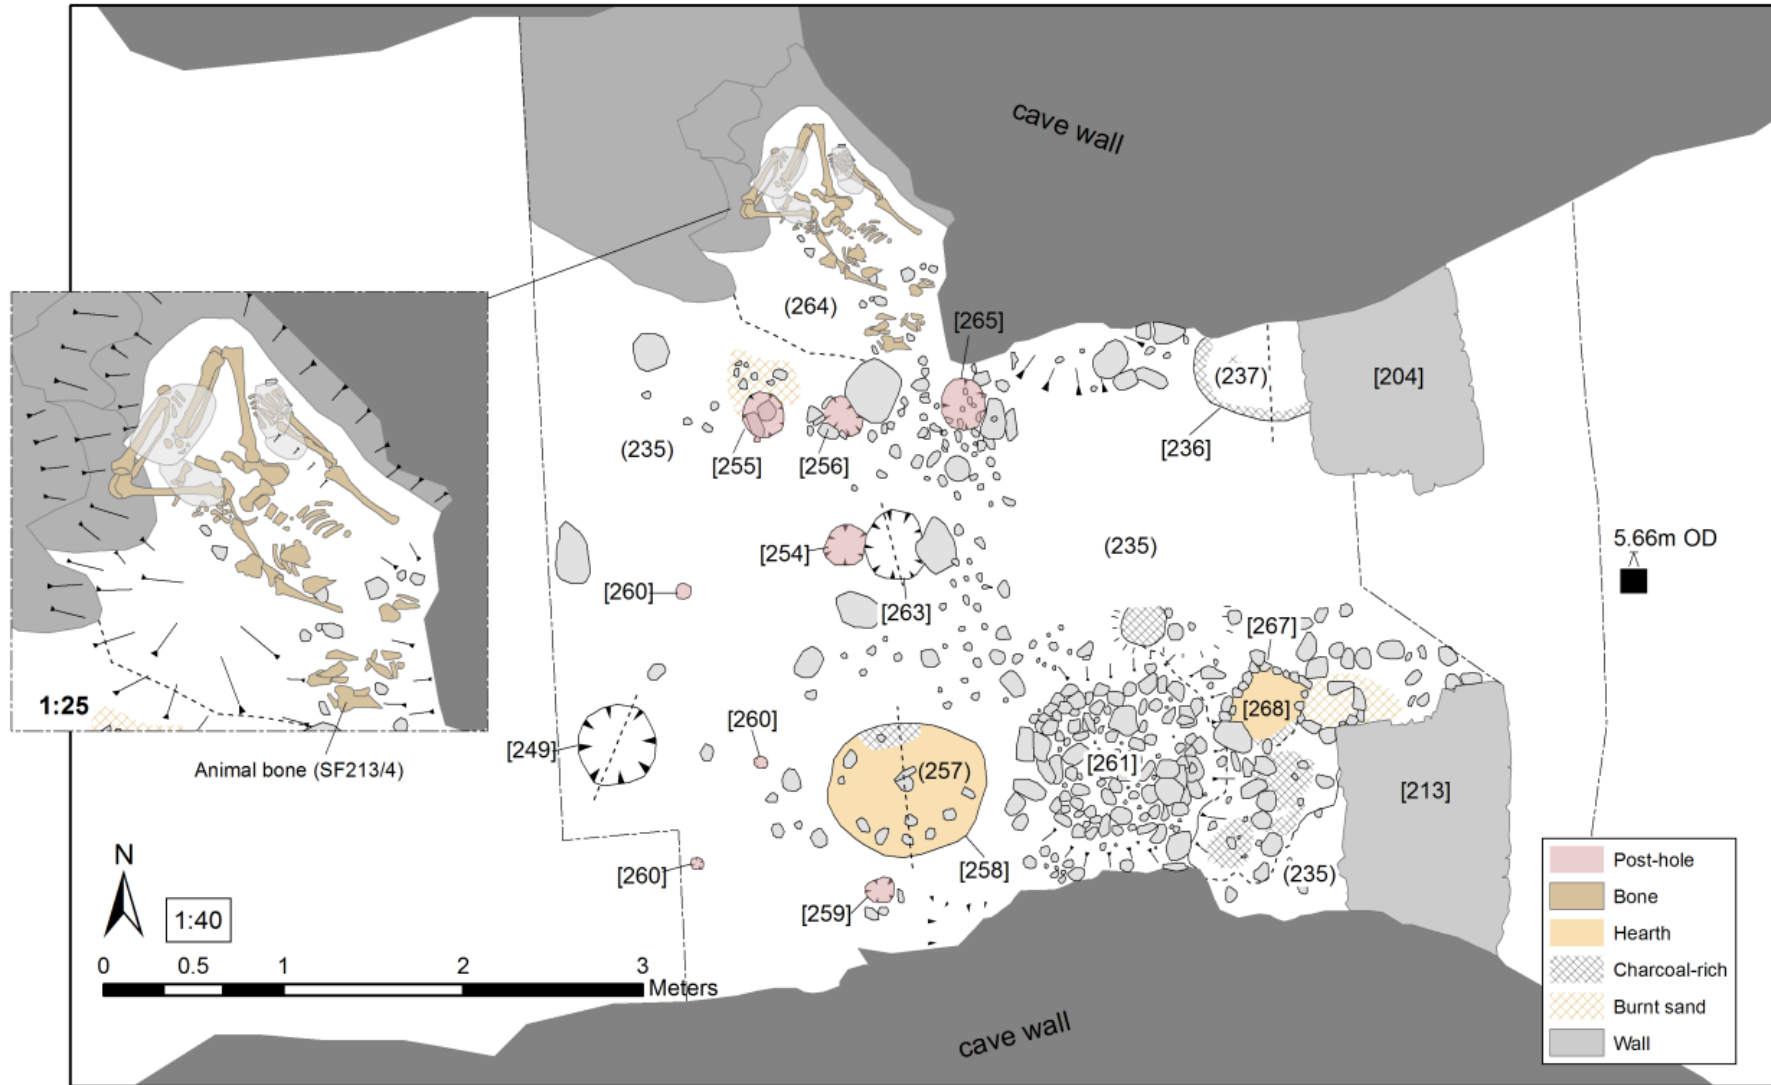 cave wall
(264)
[265]
(237)
[204]
(235)
[255]
[256]
[236]
[254]
(235)
5.66m OD
[260]
[263]
[267]
1:25
[268]
[260]
[249]
[261]
Animal bone (SF213/4)
(257)
[213]
[260]
[258]
(235)
[259]
N
1:40
0 0.5 1 2 3
Meters
cave wall
Post-hole
Bone
Hearth
Charcoal-rich
Burnt sand
Wall